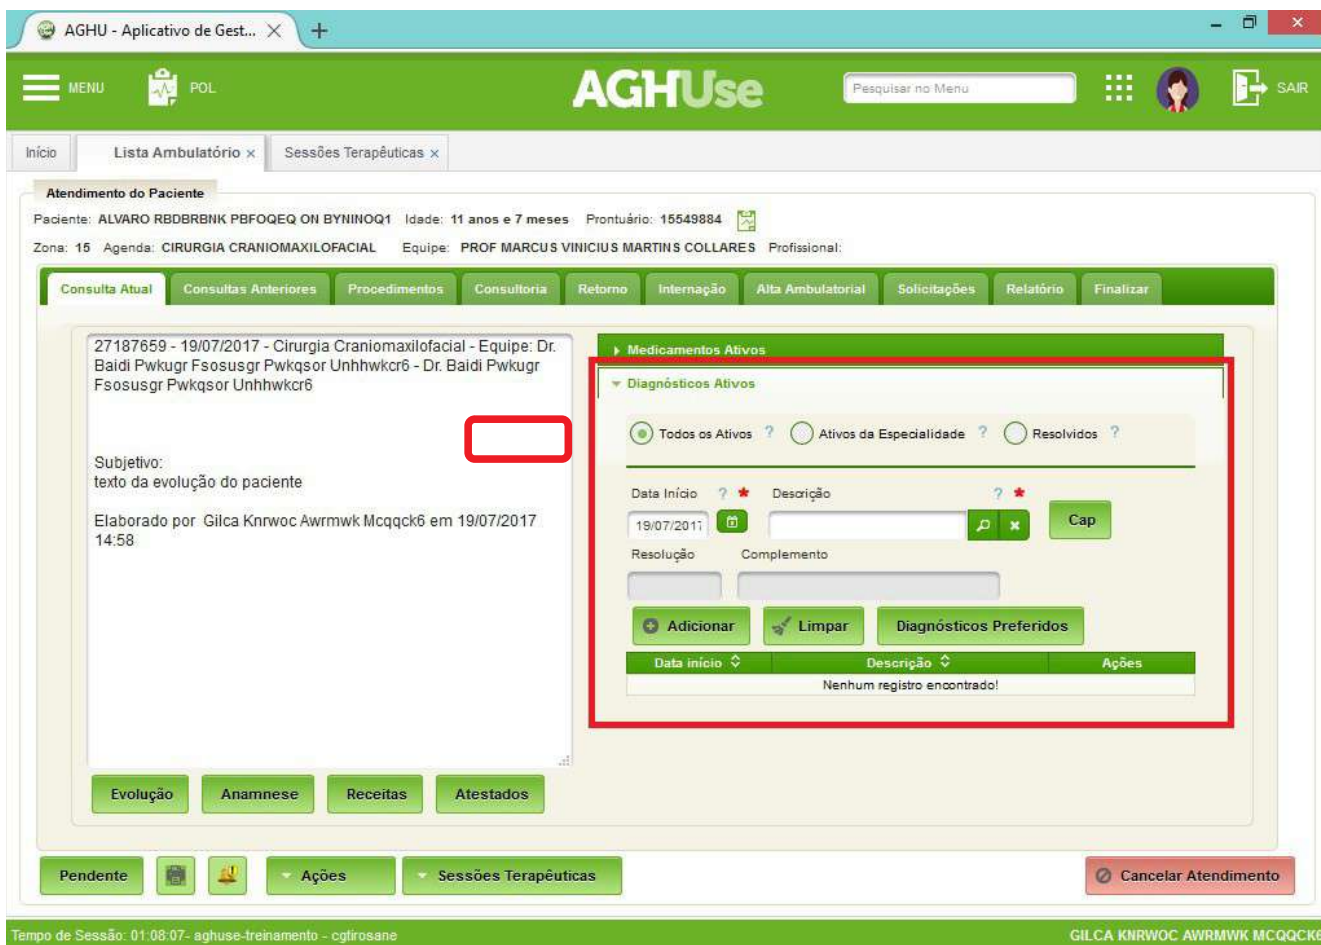 AGHU - Aplicativo de Gest...
MENU POL AGHUse Pesquisar no Menu SAIR
Início Lista Ambulatório x Sessões Terapêuticas x
Atendimento do Paciente
Paciente: ALVARO RBDBRBNK PBFOQEQ ON BYNINOQ1 Idade: 11 anos e 7 meses Prontuário: 15549884
Zona: 15 Agenda: CIRURGIA CRANIOMAXILOFACIAL Equipe: PROF MARCUS VINICIUS MARTINS COLLARES Profissional:
Consulta Atual Consultas Anteriores Procedimentos Consultoria Retorno Internação Alta Ambulatorial Solicitações Relatório Finalizar
27187659 - 19/07/2017 - Cirurgia Craniomaxilofacial - Equipe: Dr.
Baidi Pwkugr Fsosusgr Pwkqsor Unhhwkcr6 - Dr. Baidi Pwkugr
Fsosusgr Pwkqsor Unhhwkcr6
Subjetivo:
texto da evolução do paciente
Elaborado por Gilca Knrwoc Awrmwk Mcqqck6 em 19/07/2017
14:58
Medicamentos Ativos
Diagnósticos Ativos
Todos os Ativos ? Ativos da Especialidade ? Resolvidos ?
Data Início ? * Descrição ? *
19/07/2017 Cap
Resolução Complemento
Adicionar Limpar Diagnósticos Preferidos
Data início Descrição Ações
Nenhum registro encontrado!
Evolução Anamnese Receitas Atestados
Pendente Ações Sessões Terapêuticas Cancelar Atendimento
Tempo de Sessão: 01:08:07- aghuse-treinamento - cgtirosane GILCA KNRWOC AWRMWK MCQQCK6